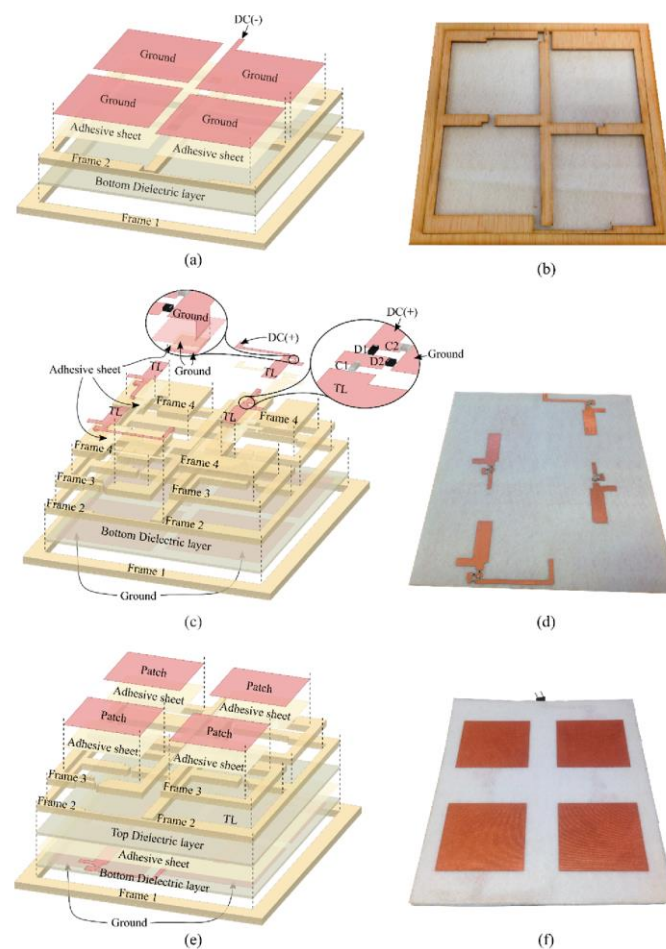 DC(-)
Ground
Ground
Ground
Ground
Adhesive sheet
Adhesive sheet
Frame 2
Bottom Dielectric layer
Frame 1
(a)
(b)
DC(+)
DC(+)
Ground
D1
C2
Ground
C1
D2
TL
Ground
Adhesive sheet
TL
TL
TL
TL
Frame 4
Frame 4
Frame 4
Frame 4
Frame 3
Frame 3
Frame 2
Frame 2
Bottom Dielectric layer
Frame 1
Ground
(c)
(d)
Patch
Patch
Adhesive sheet
Adhesive sheet
Patch
Patch
Adhesive sheet
Adhesive sheet
Frame 3
Frame 3
Frame 2
TL
Frame 2
Top Dielectric layer
Adhesive sheet
Bottom Dielectric layer
Frame 1
Ground
(e)
(f)